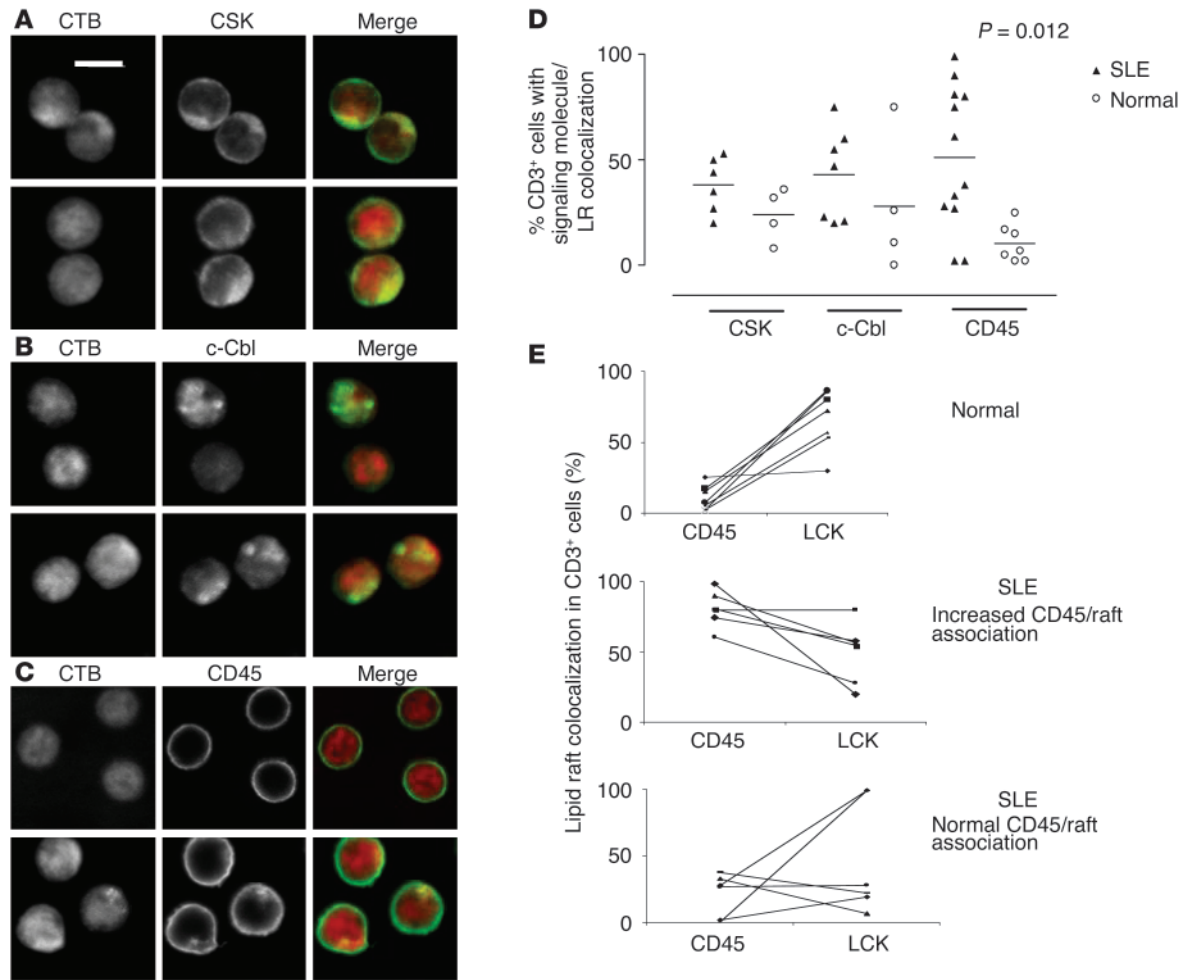 A
CTB CSK Merge
B
CTB c-Cbl Merge
C
CTB CD45 Merge
D
P = 0.012
▲ SLE
○ Normal
% CD3⁺ cells with
signaling molecule/
LR colocalization
100
50
0
CSK c-Cbl CD45
E
Lipid raft colocalization in CD3⁺ cells (%)
100
50
0
CD45 LCK
Normal
100
50
0
CD45 LCK
SLE
Increased CD45/raft
association
100
50
0
CD45 LCK
SLE
Normal CD45/raft
association